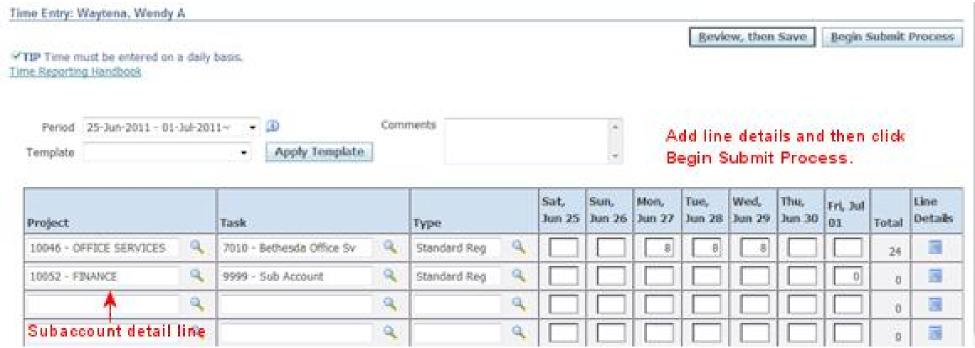 Time Entry: Waytena, Wendy A
Review, then Save Begin Submit Process
TIP Time must be entered on a daily basis.
Time Reporting Handbook
Period 25-Jun-2011 - 01-Jul-2011~ Comments
Template Apply Template
Add line details and then click
Begin Submit Process.
Project Task Type Sat, Jun 25 Sun, Jun 26 Mon, Jun 27 Tue, Jun 28 Wed, Jun 29 Thu, Jun 30 Fri, Jul 01 Total Line Details
10046 - OFFICE SERVICES 7010 - Bethesda Office Sv Standard Reg 8 8 8 24
10052 - FINANCE 9999 - Sub Account Standard Reg 0 0
0
Subaccount detail line 0